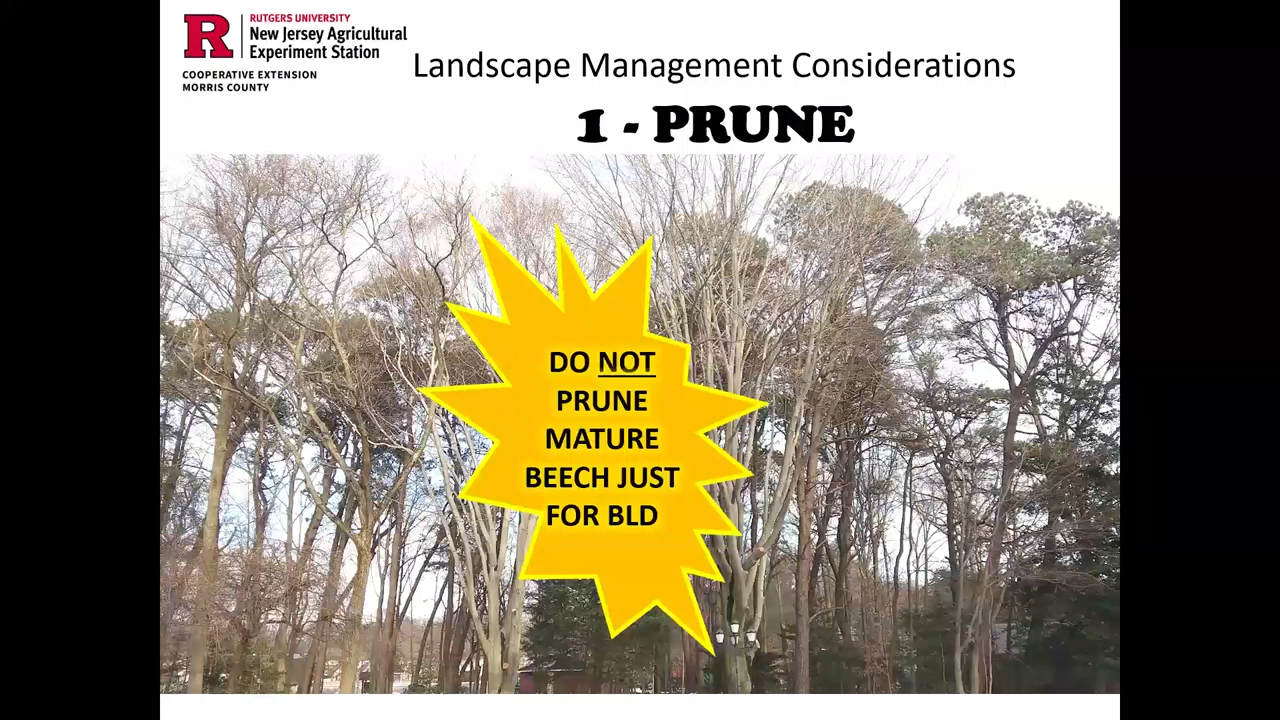 RUTGERS UNIVERSITY
New Jersey Agricultural
Experiment Station
COOPERATIVE EXTENSION
MORRIS COUNTY
Landscape Management Considerations
1 - PRUNE
DO NOT
PRUNE
MATURE
BEECH JUST
FOR BLD